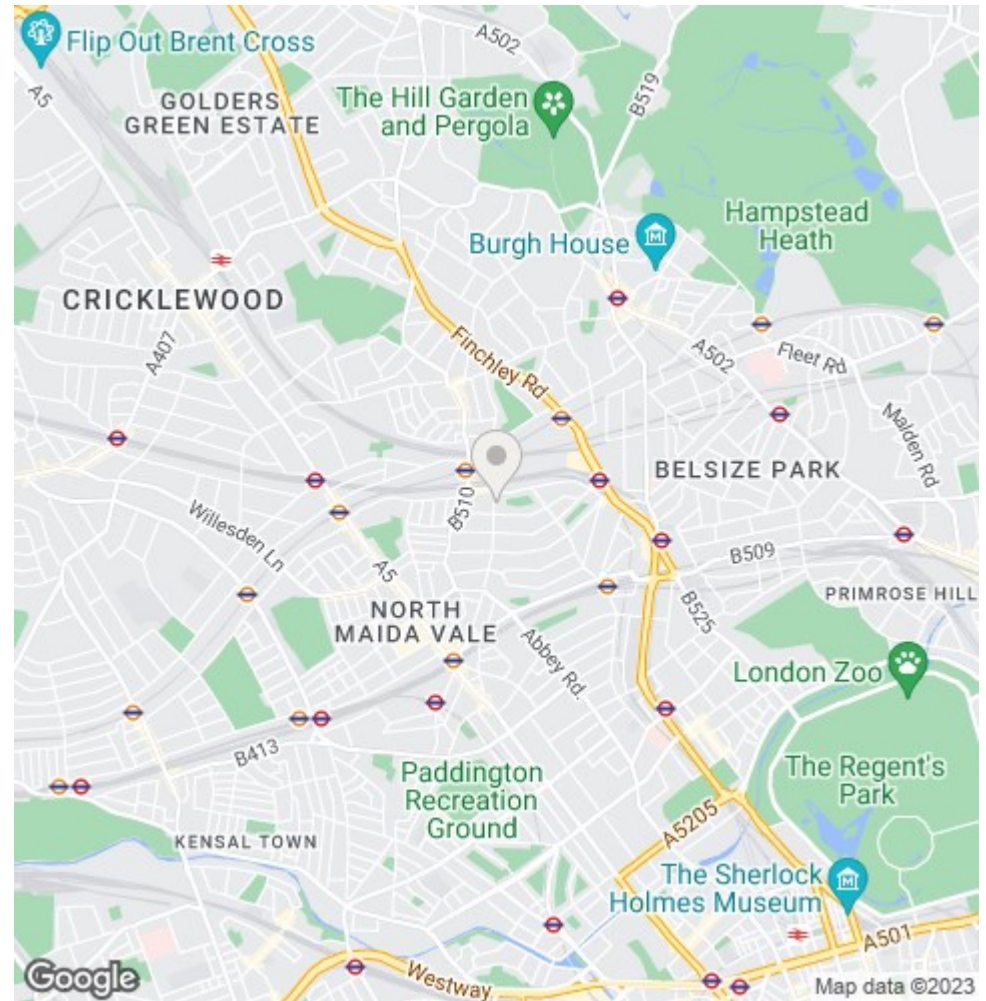 A502
Flip Out Brent Cross
B519
A5
GOLDERS
GREEN ESTATE
The Hill Garden
and Pergola
Hampstead
Heath
Burgh House
CRICKLEWOOD
A407
Finchley Rd
A502
Fleet Rd
Malden Rd
BELSIZE PARK
B510
Willesden Ln
A5
B509
NORTH
MAIDA VALE
PRIMROSE HILL
B525
Abbey Rd.
London Zoo
B413
Paddington
Recreation
Ground
The Regent's
Park
KENSAL TOWN
A5205
The Sherlock
Holmes Museum
A501
Westway
Google
Map data ©2023